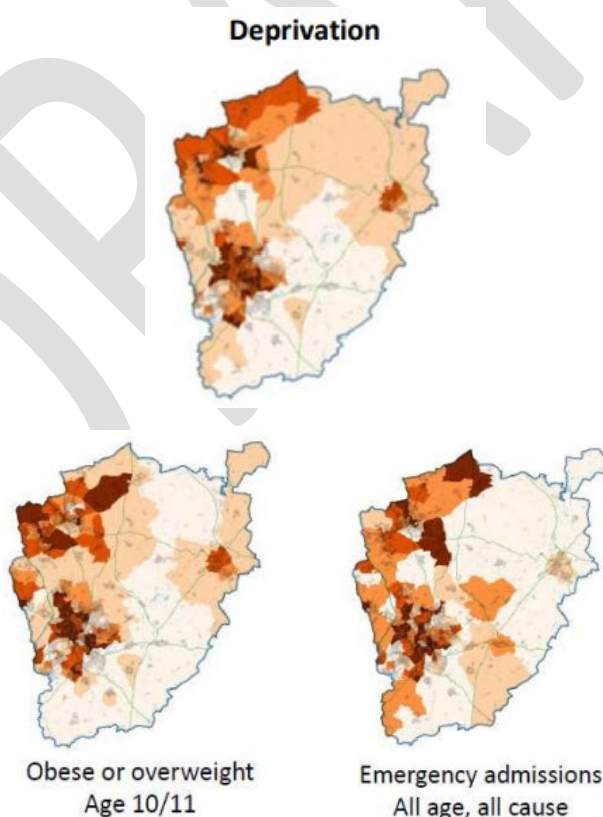 Deprivation
Obese or overweight
Age 10/11
Emergency admissions
All age, all cause